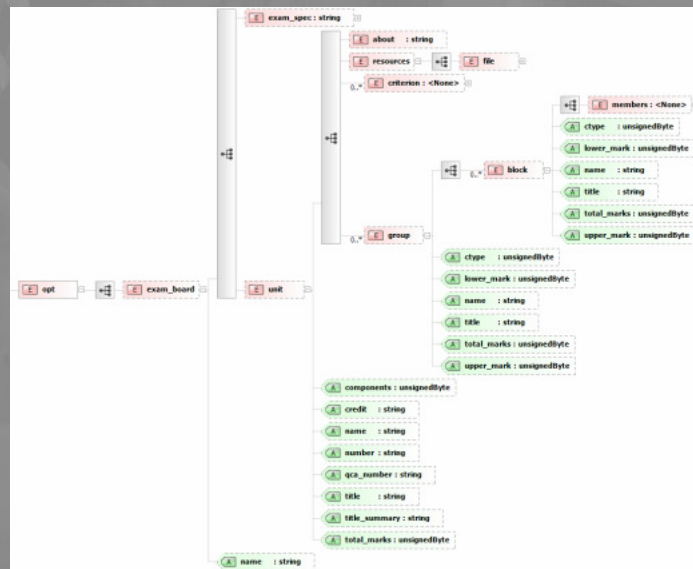 E exam_spec : string
E about : string
E resources
E file
0..* E criterion : <None>
E members : <None>
A ctype : unsignedByte
A lower_mark : unsignedByte
0..* E block
A name : string
A title : string
A total_marks : unsignedByte
A upper_mark : unsignedByte
0..* E group
A ctype : unsignedByte
A lower_mark : unsignedByte
E opt
E exam_board
E unit
A name : string
A title : string
A total_marks : unsignedByte
A upper_mark : unsignedByte
A components : unsignedByte
A credit : string
A name : string
A number : string
A qca_number : string
A title : string
A title_summary : string
A total_marks : unsignedByte
A name : string